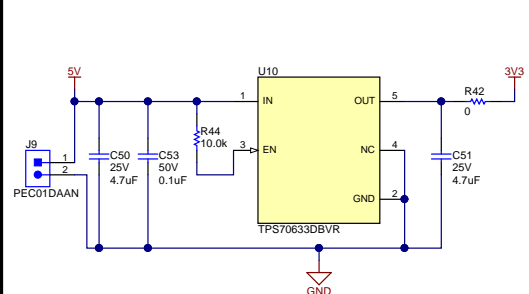 5V
U10
3V3
1
IN
OUT
5
R42
0
R44
10.0k
J9
1
2
PEC01DAAN
C50
25V
4.7uF
C53
50V
0.1uF
3
EN
NC
4
C51
25V
4.7uF
GND
2
TPS70633DBVR
GND